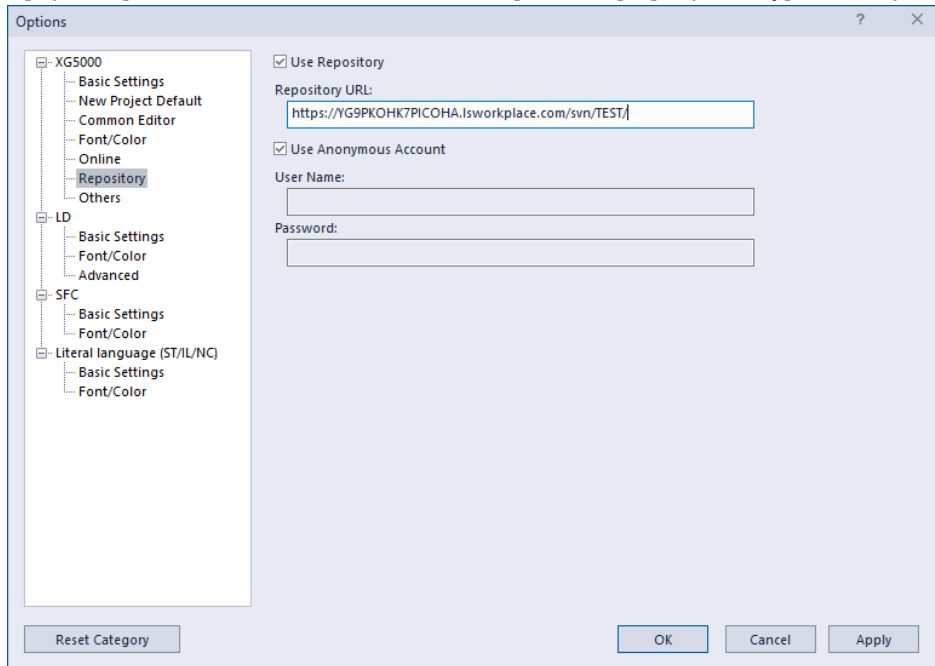 Options
? ×
XG5000
Basic Settings
New Project Default
Common Editor
Font/Color
Online
Repository
Others
LD
Basic Settings
Font/Color
Advanced
SFC
Basic Settings
Font/Color
Literal language (ST/IL/NC)
Basic Settings
Font/Color
Use Repository
Repository URL:
https://YG9PKOHK7PICOHA.lsworkplace.com/svn/TEST/
Use Anonymous Account
User Name:
Password:
Reset Category
OK
Cancel
Apply